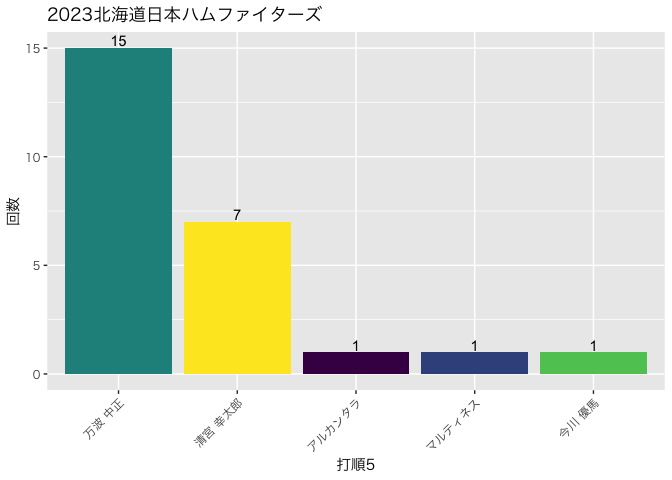 2023北海道日本ハムファイターズ
回数
15
10
5
0
15
7
1
1
1
万波 中正
清宮 幸太郎
アルカンタラ
マルティネス
今川 優馬
打順5